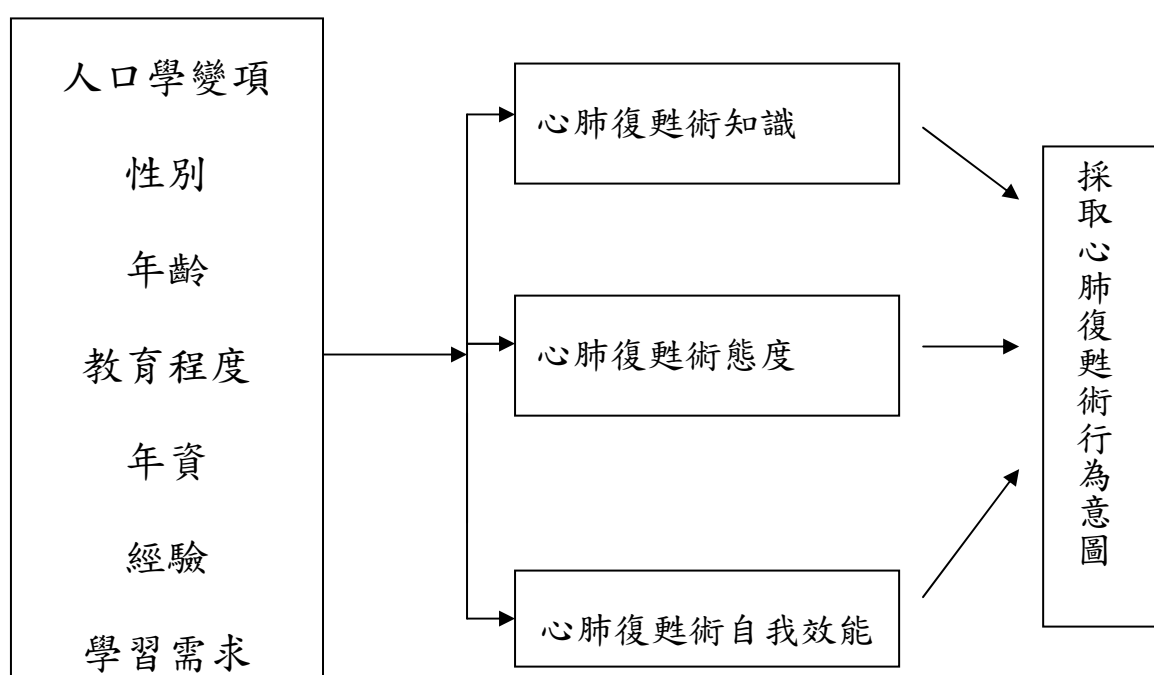 人口學變項
性別
年齡
教育程度
年資
經驗
學習需求
心肺復甦術知識
心肺復甦術態度
心肺復甦術自我效能
採取心肺復甦術行為意圖